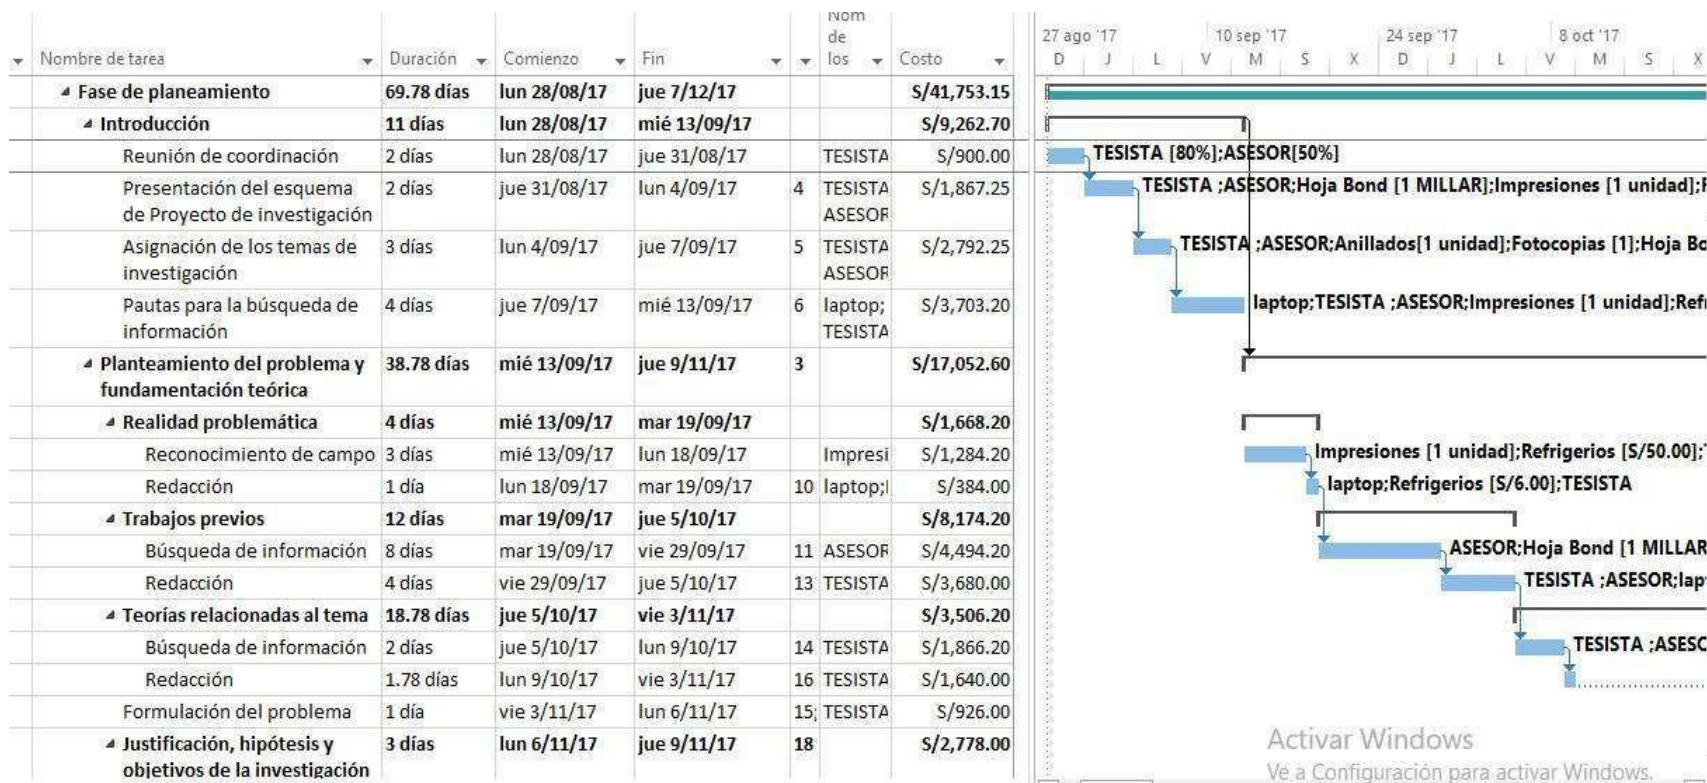 Nom
de
los
Nombre de tarea Duración Comienzo Fin Costo
27 ago '17 10 sep '17 24 sep '17 8 oct '17
D J L V M S X D J L V M S X
Fase de planeamiento 69.78 días lun 28/08/17 jue 7/12/17 S/41,753.15
Introducción 11 días lun 28/08/17 mié 13/09/17 S/9,262.70
Reunión de coordinación 2 días lun 28/08/17 jue 31/08/17 TESISTA S/900.00 TESISTA [80%];ASESOR[50%]
Presentación del esquema 2 días jue 31/08/17 lun 4/09/17 4 TESISTA S/1,867.25 TESISTA ;ASESOR;Hoja Bond [1 MILLAR];Impresiones [1 unidad];
de Proyecto de investigación ASESOR
Asignación de los temas de 3 días lun 4/09/17 jue 7/09/17 5 TESISTA S/2,792.25 TESISTA ;ASESOR;Anillados[1 unidad];Fotocopias [1];Hoja Bo
investigación ASESOR
Pautas para la búsqueda de 4 días jue 7/09/17 mié 13/09/17 6 laptop; S/3,703.20 laptop;TESISTA ;ASESOR;Impresiones [1 unidad];Refr
información TESISTA
Planteamiento del problema y 38.78 días mié 13/09/17 jue 9/11/17 3 S/17,052.60
fundamentación teórica
Realidad problemática 4 días mié 13/09/17 mar 19/09/17 S/1,668.20
Reconocimiento de campo 3 días mié 13/09/17 lun 18/09/17 Impresi S/1,284.20 Impresiones [1 unidad];Refrigerios [S/50.00];
Redacción 1 día lun 18/09/17 mar 19/09/17 10 laptop; S/384.00 laptop;Refrigerios [S/6.00];TESISTA
Trabajos previos 12 días mar 19/09/17 jue 5/10/17 S/8,174.20
Búsqueda de información 8 días mar 19/09/17 vie 29/09/17 11 ASESOR S/4,494.20 ASESOR;Hoja Bond [1 MILLAR
Redacción 4 días vie 29/09/17 jue 5/10/17 13 TESISTA S/3,680.00 TESISTA ;ASESOR;lap
Teorías relacionadas al tema 18.78 días jue 5/10/17 vie 3/11/17 S/3,506.20
Búsqueda de información 2 días jue 5/10/17 lun 9/10/17 14 TESISTA S/1,866.20 TESISTA ;ASESC
Redacción 1.78 días lun 9/10/17 vie 3/11/17 16 TESISTA S/1,640.00
Formulación del problema 1 día vie 3/11/17 lun 6/11/17 15; TESISTA S/926.00
Justificación, hipótesis y 3 días lun 6/11/17 jue 9/11/17 18 S/2,778.00
objetivos de la investigación
Activar Windows
Ve a Configuración para activar Windows.